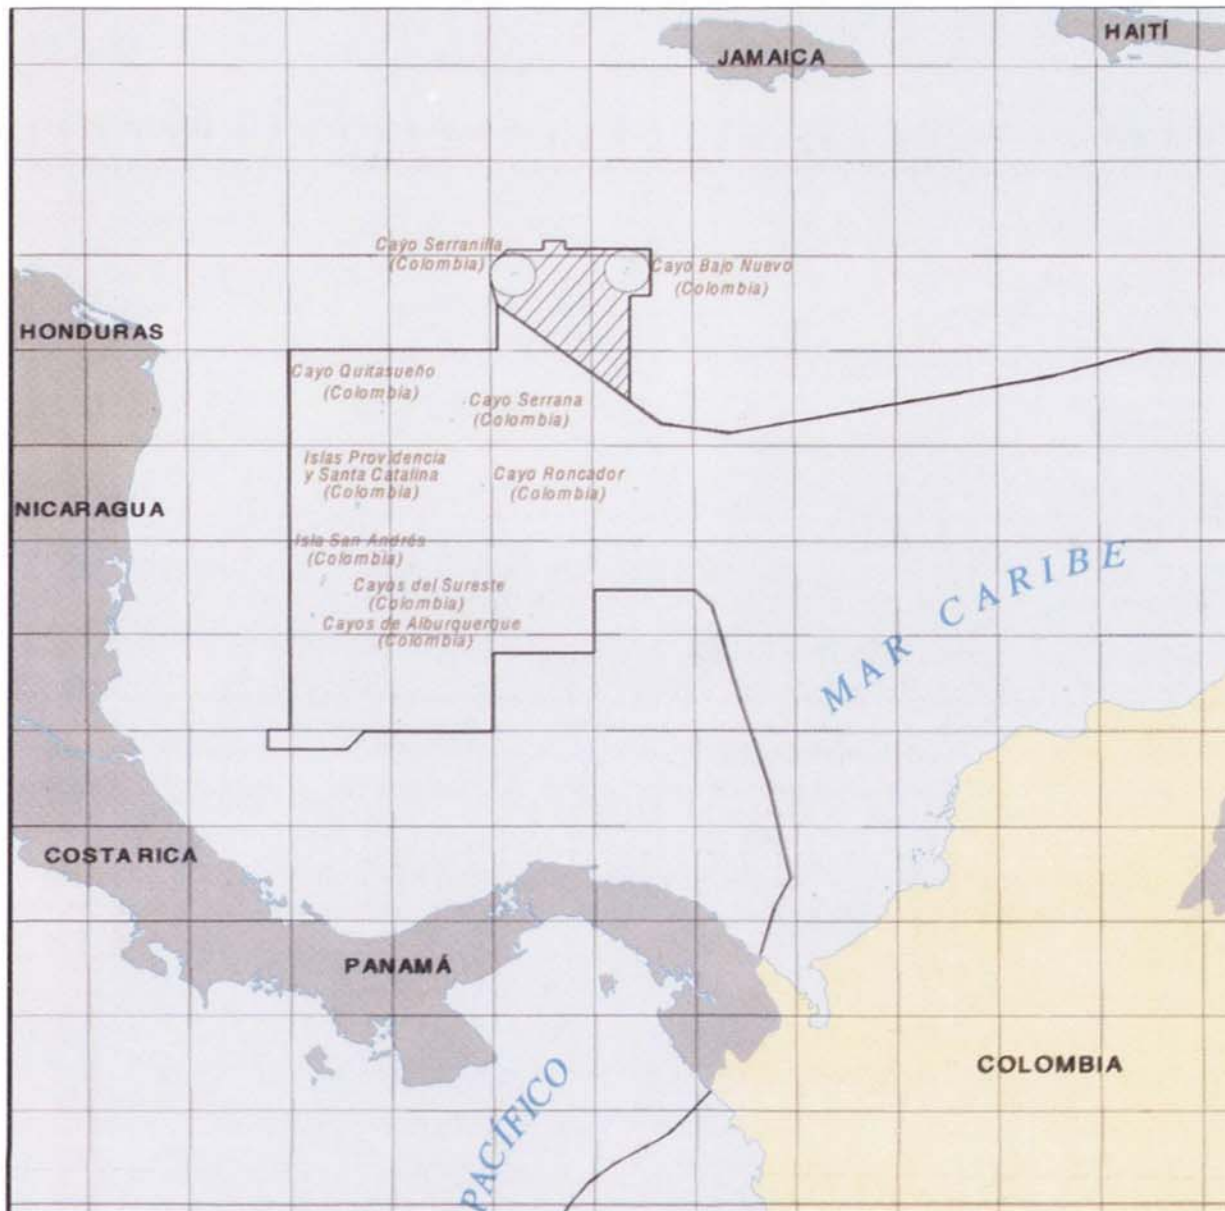 HAITÍ
JAMAICA
Cayo Serranilla
(Colombia)
Cayo Bajo Nuevo
(Colombia)
HONDURAS
Cayo Quitasueño
(Colombia)
Cayo Serrana
(Colombia)
Islas Providencia
y Santa Catalina
(Colombia)
Cayo Roncador
(Colombia)
NICARAGUA
Isla San Andrés
(Colombia)
Cayos del Sureste
(Colombia)
Cayos de Alburquerque
(Colombia)
MAR CARIBE
COSTA RICA
PANAMÁ
COLOMBIA
PACÍFICO